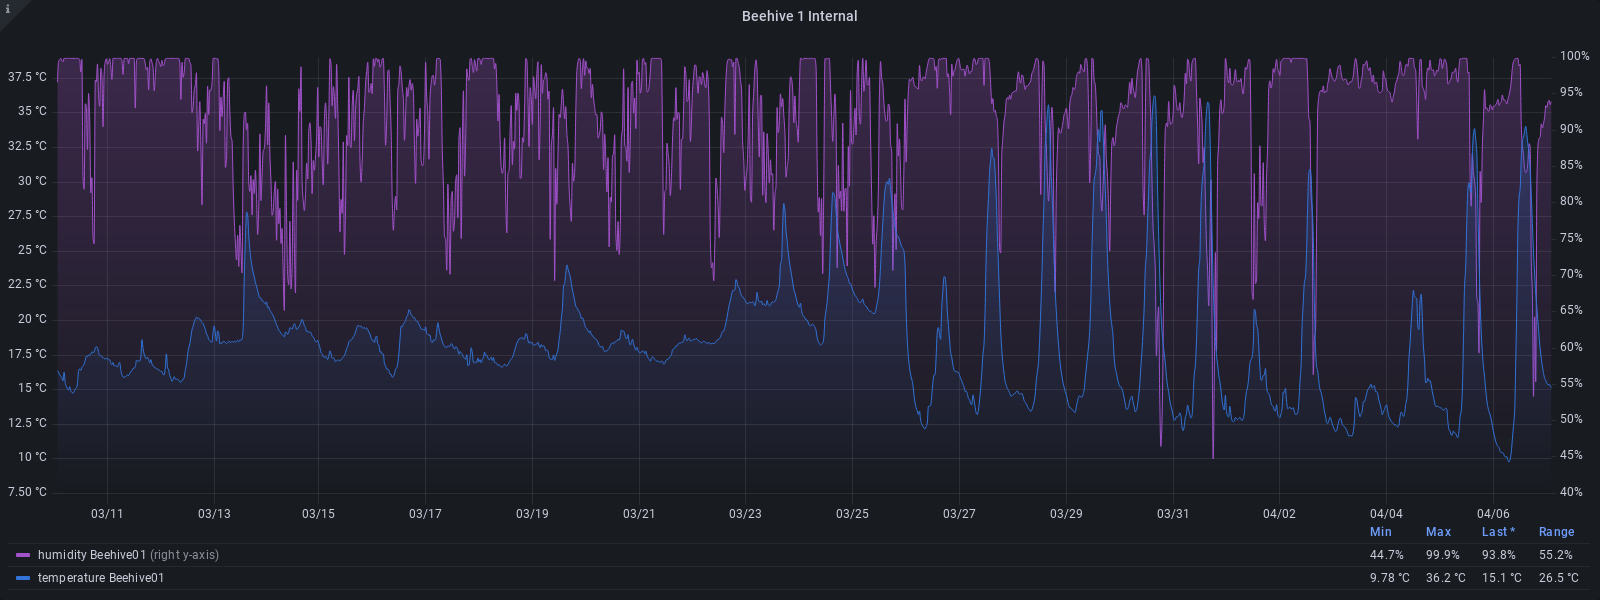 i
Beehive 1 Internal
37.5 °C
35 °C
32.5 °C
30 °C
27.5 °C
25 °C
22.5 °C
20 °C
17.5 °C
15 °C
12.5 °C
10 °C
7.50 °C
100%
95%
90%
85%
80%
75%
70%
65%
60%
55%
50%
45%
40%
03/11 03/13 03/15 03/17 03/19 03/21 03/23 03/25 03/27 03/29 03/31 04/02 04/04 04/06
Min Max Last * Range
humidity Beehive01 (right y-axis) 44.7% 99.9% 93.8% 55.2%
temperature Beehive01 9.78 °C 36.2 °C 15.1 °C 26.5 °C